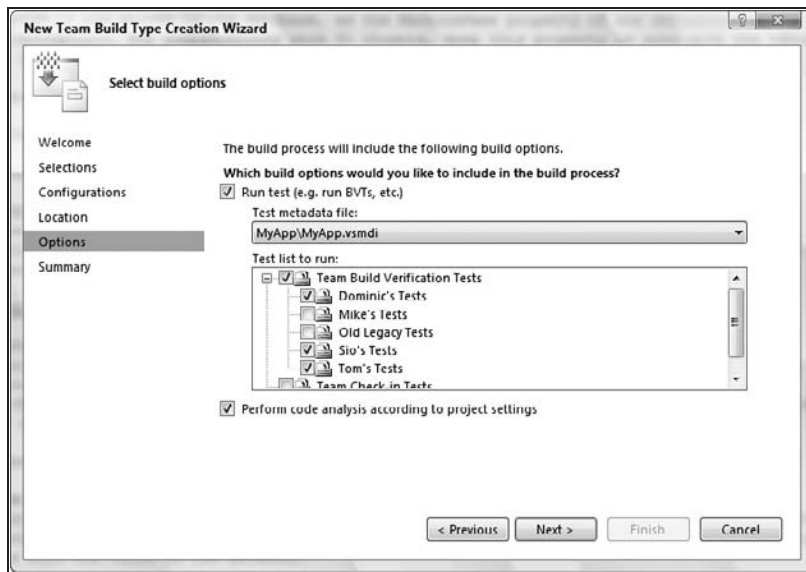 New Team Build Type Creation Wizard
Select build options
Welcome
Selections
Configurations
Location
Options
Summary
The build process will include the following build options.
Which build options would you like to include in the build process?
Run test (e.g. run BVTs, etc.)
Test metadata file:
MyApp\MyApp.vsmdi
Test list to run:
Team Build Verification Tests
Dominic's Tests
Mike's Tests
Old Legacy Tests
Sio's Tests
Tom's Tests
Team Check-in Tests
Perform code analysis according to project settings
< Previous
Next >
Finish
Cancel